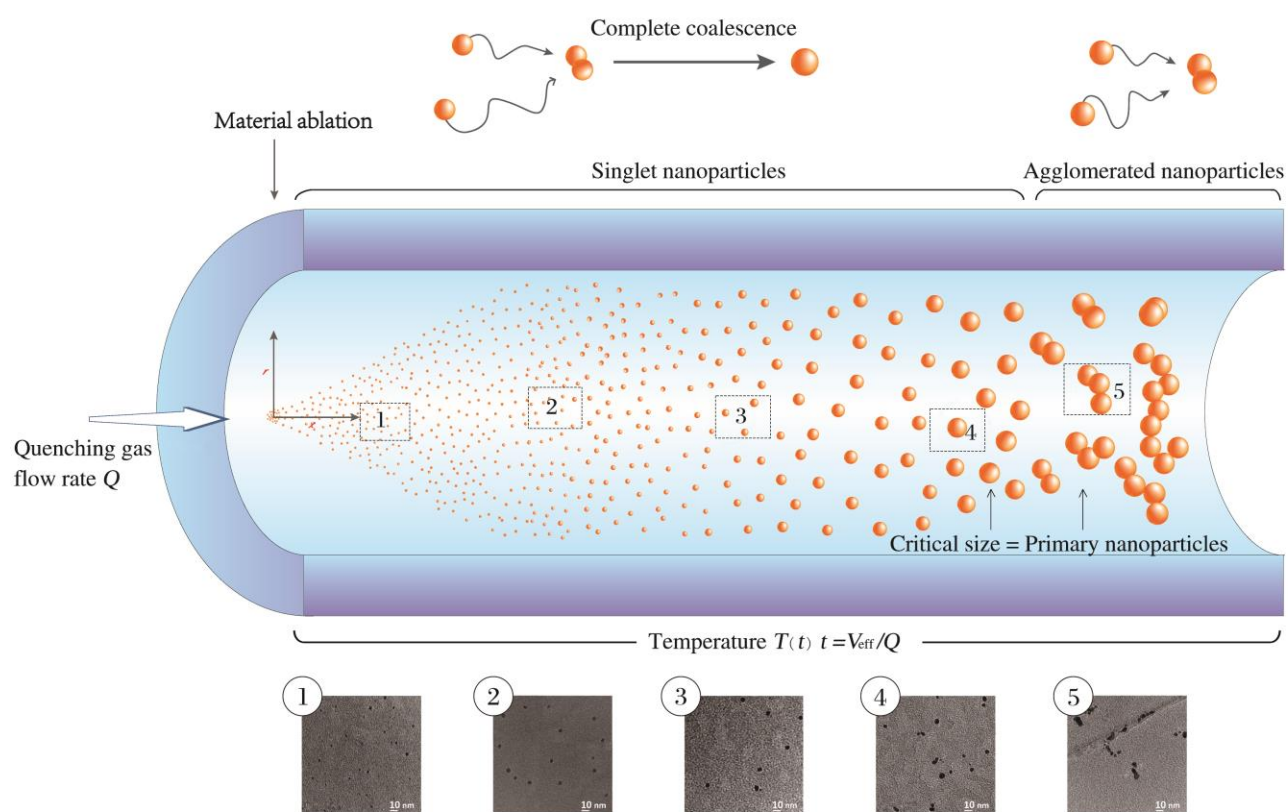 Complete coalescence
Material ablation
Singlet nanoparticles
Agglomerated nanoparticles
r
x
1
2
3
4
5
Quenching gas
flow rate Q
Critical size = Primary nanoparticles
Temperature T(t) t=Veff/Q
1
2
3
4
5
10 nm
10 nm
10 nm
10 nm
10 nm